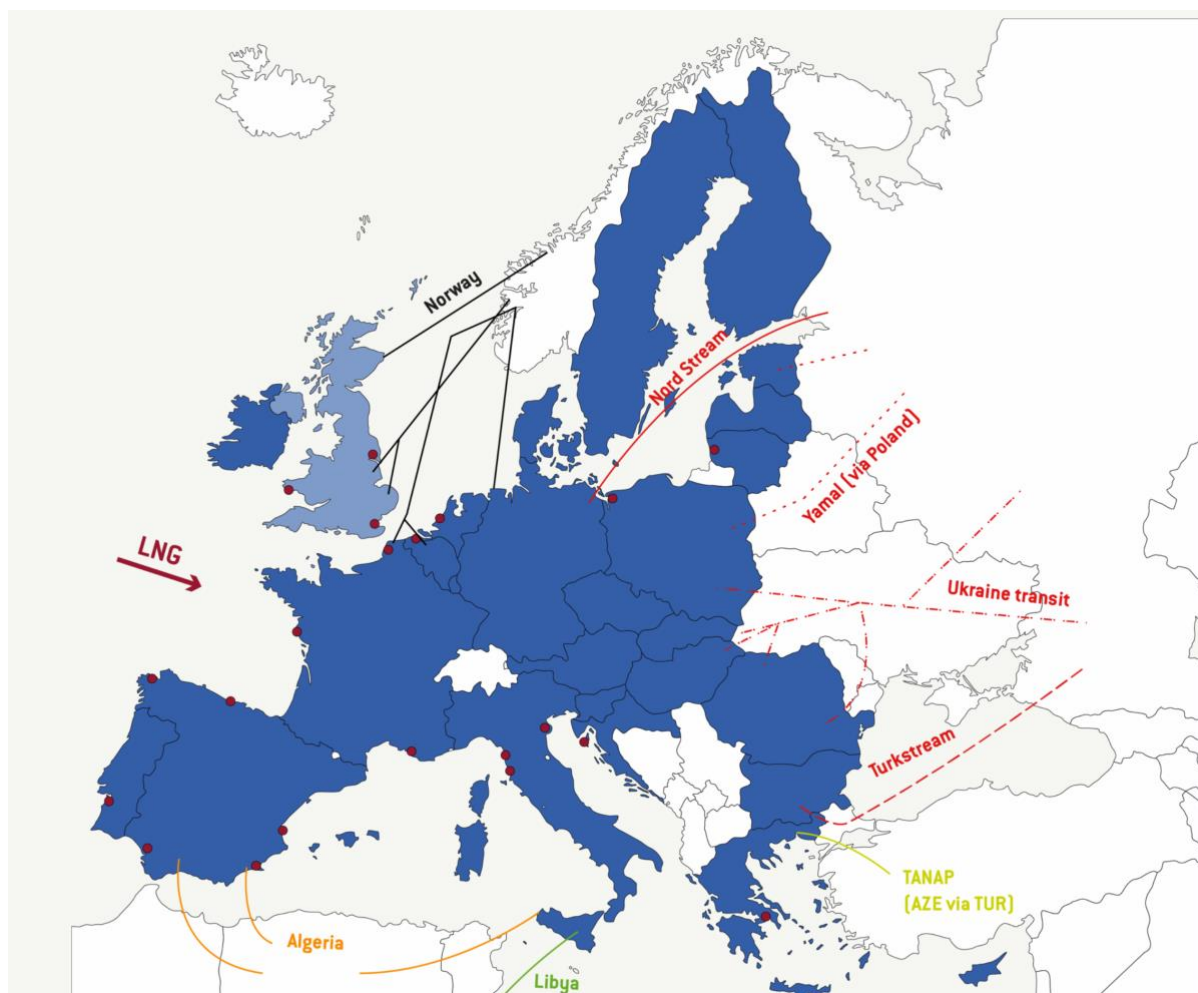 Norway
Nord Stream
Yamal (via Poland)
LNG
Ukraine transit
Turkstream
TANAP
(AZE via TUR)
Algeria
Libya